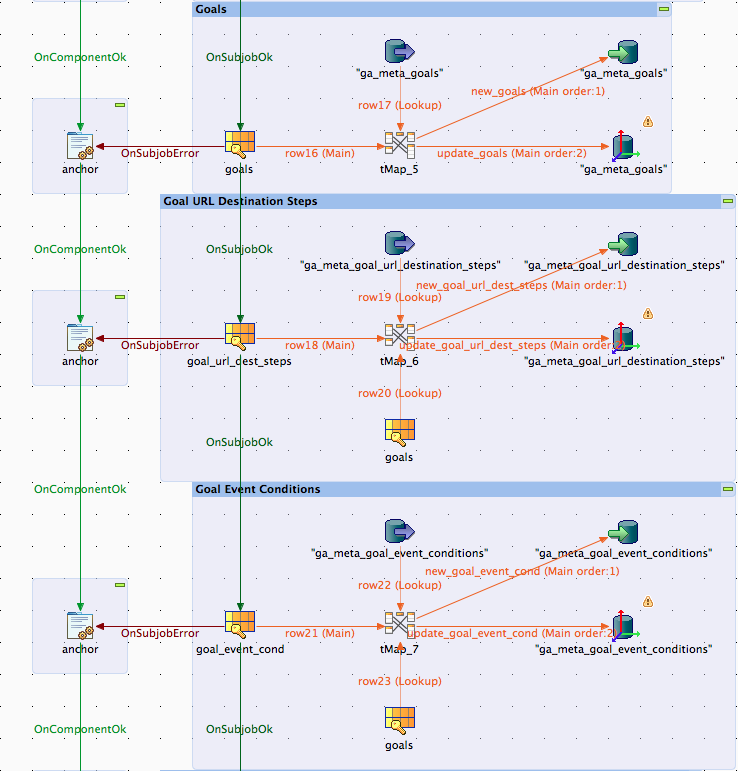 Goals
OnComponentOk
OnSubjobOk
"ga_meta_goals"
"ga_meta_goals"
row17 (Lookup)
new_goals (Main order:1)
OnSubjobError
row16 (Main)
update_goals (Main order:2)
anchor
goals
tMap_5
"ga_meta_goals"
Goal URL Destination Steps
OnComponentOk
OnSubjobOk
"ga_meta_goal_url_destination_steps"
"ga_meta_goal_url_destination_steps"
row19 (Lookup)
new_goal_url_dest_steps (Main order:1)
OnSubjobError
row18 (Main)
update_goal_url_dest_steps (Main order:
anchor
goal_url_dest_steps
tMap_6
"ga_meta_goal_url_destination_steps"
row20 (Lookup)
OnSubjobOk
goals
OnComponentOk
Goal Event Conditions
"ga_meta_goal_event_conditions"
"ga_meta_goal_event_conditions"
row22 (Lookup)
new_goal_event_cond (Main order:1)
OnSubjobError
row21 (Main)
update_goal_event_cond (Main order:2
anchor
goal_event_cond
tMap_7
"ga_meta_goal_event_conditions"
row23 (Lookup)
OnComponentOk
OnSubjobOk
goals